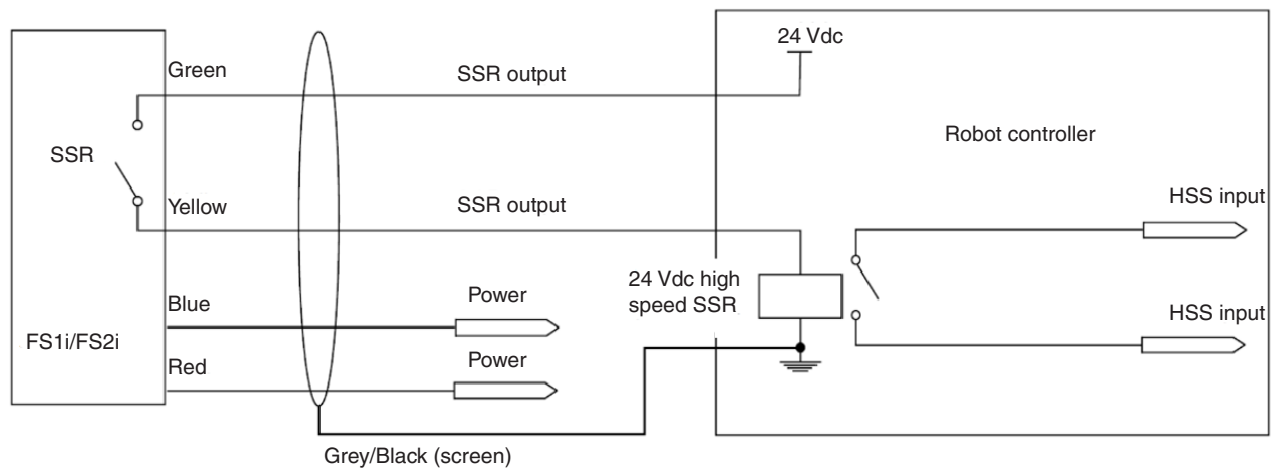 24 Vdc
Green
SSR output
Robot controller
SSR
HSS input
Yellow
SSR output
24 Vdc high
speed SSR
Blue
Power
HSS input
FS1i/FS2i
Red
Power
Grey/Black (screen)